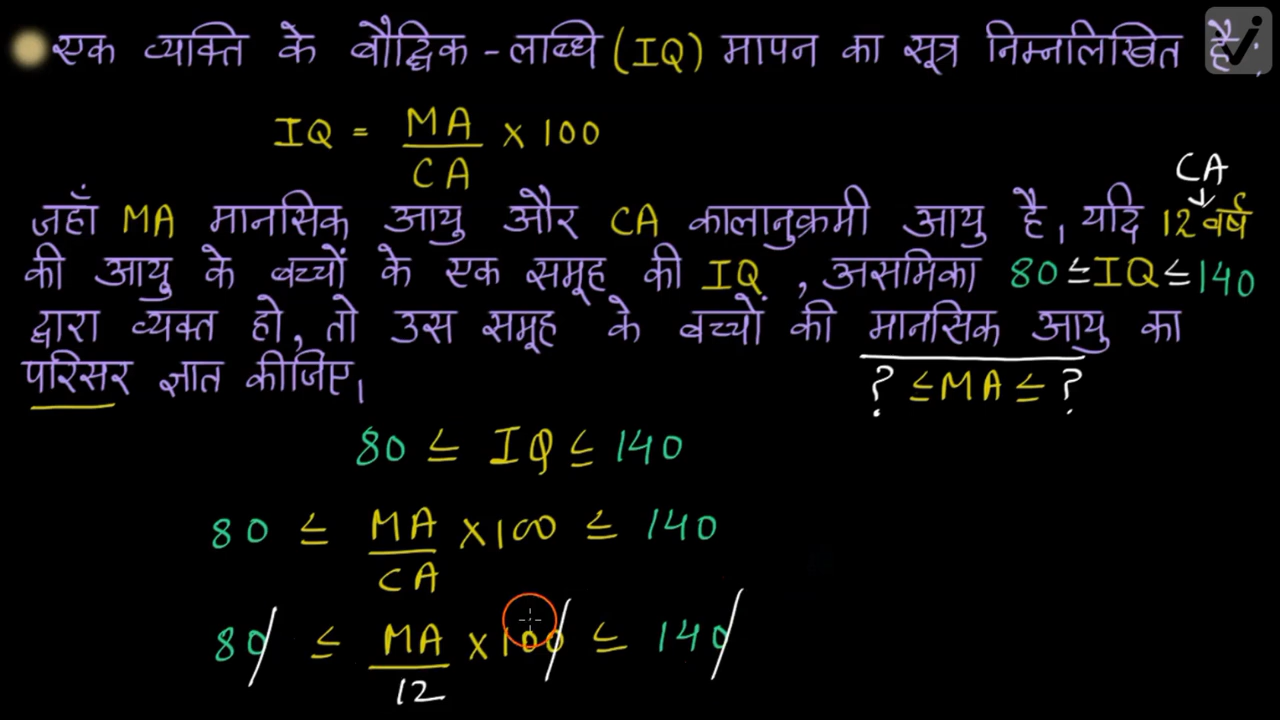 एक व्यक्ति के बौद्धिक-लब्धि (IQ) मापन का सूत्र निम्नलिखित है:
IQ = MA/CA × 100
CA
↓
जहाँ MA मानसिक आयु और CA कालानुक्रमी आयु है, यदि 12 वर्ष
की आयु के बच्चों के एक समूह की IQ, असमिका 80 ≤ IQ ≤ 140
द्वारा व्यक्त हो, तो उस समूह के बच्चों की मानसिक आयु का
परिसर ज्ञात कीजिए,
? ≤ MA ≤ ?
80 ≤ IQ ≤ 140
80 ≤ MA/CA × 100 ≤ 140
80 ≤ MA/12 × 100 ≤ 140